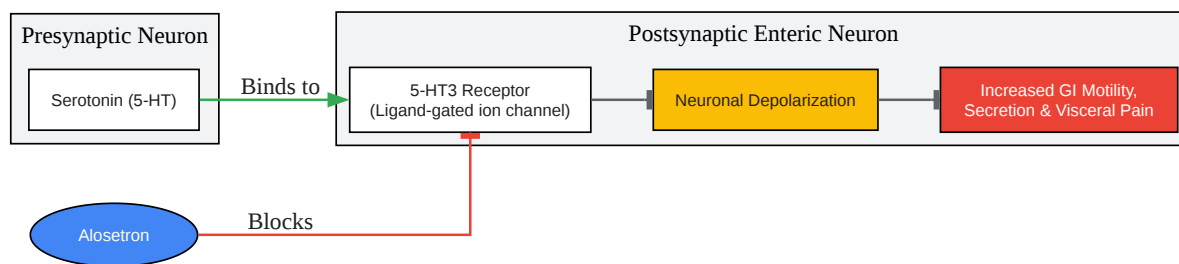 Presynaptic Neuron
Postsynaptic Enteric Neuron
Serotonin (5-HT)
Binds to
5-HT3 Receptor
(Ligand-gated ion channel)
Neuronal Depolarization
Increased GI Motility,
Secretion & Visceral Pain
Alosetron
Blocks